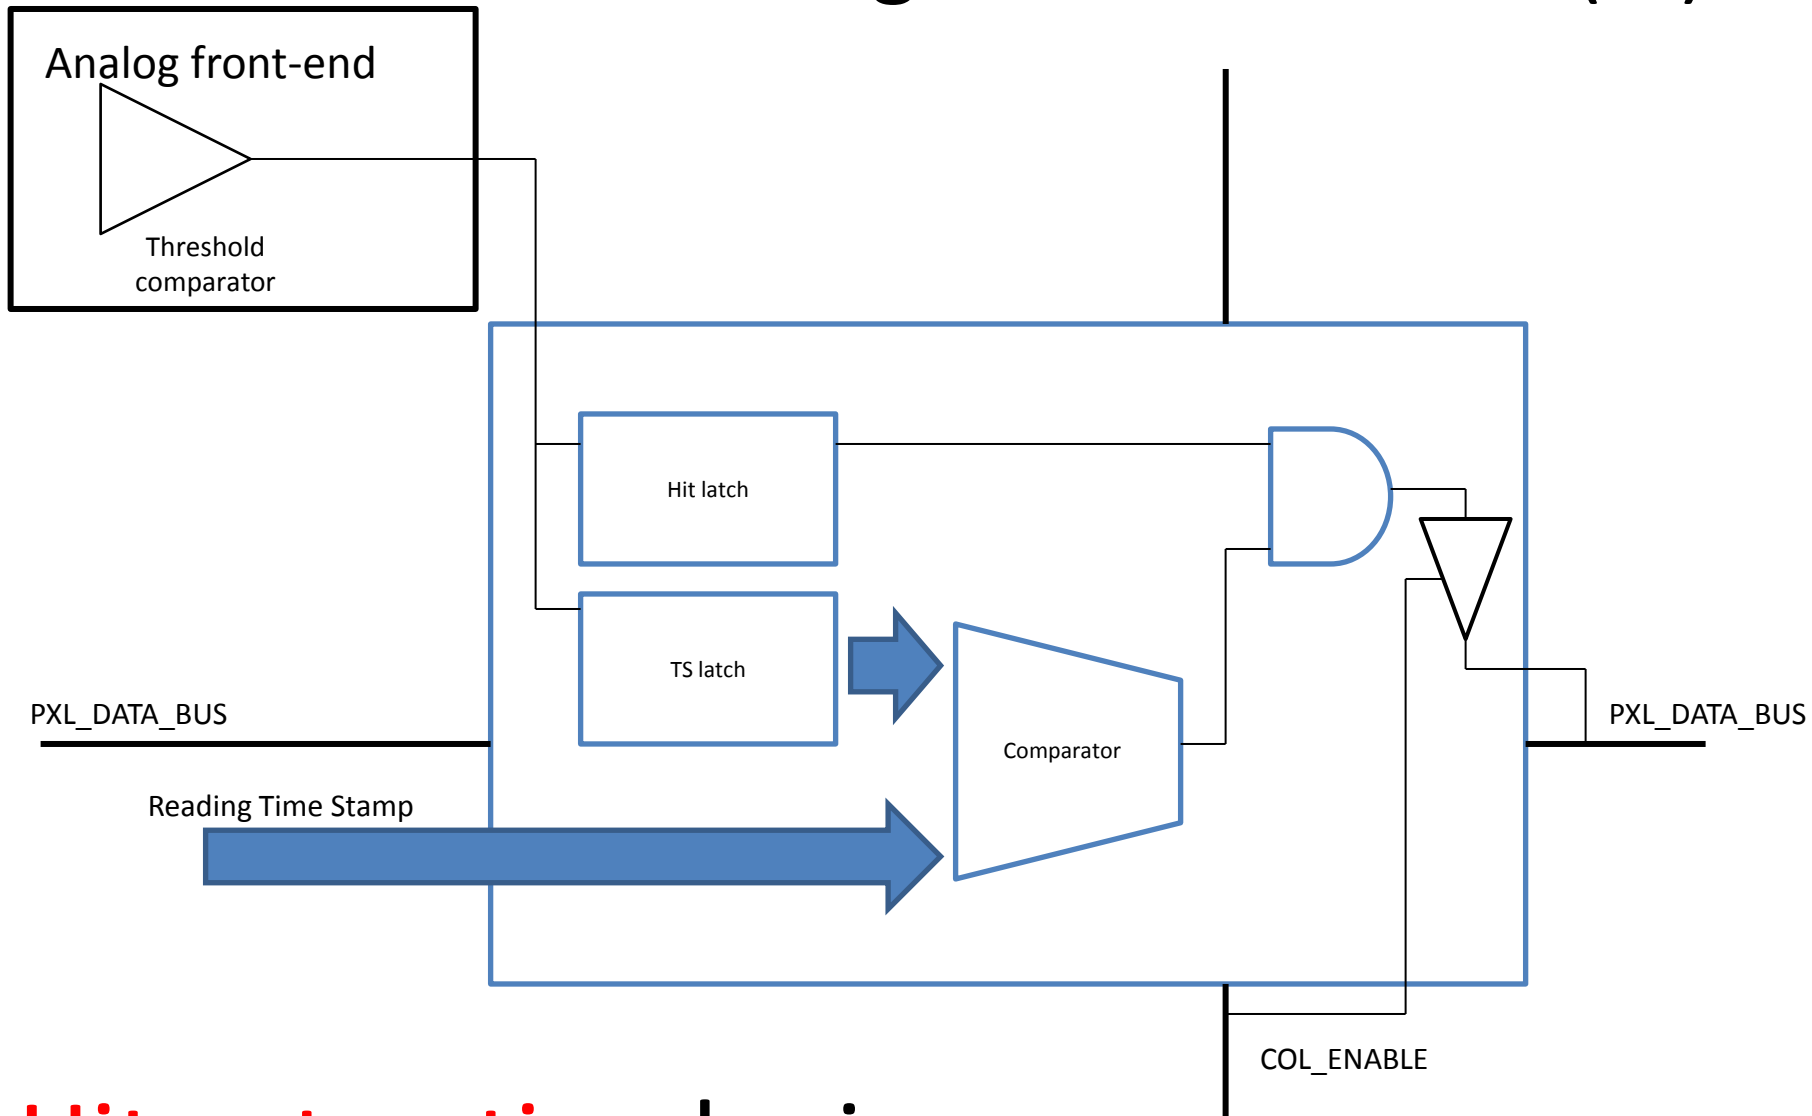 Analog front-end
Threshold
comparator
Hit latch
TS latch
PXL_DATA_BUS
PXL_DATA_BUS
Comparator
Reading Time Stamp
COL_ENABLE